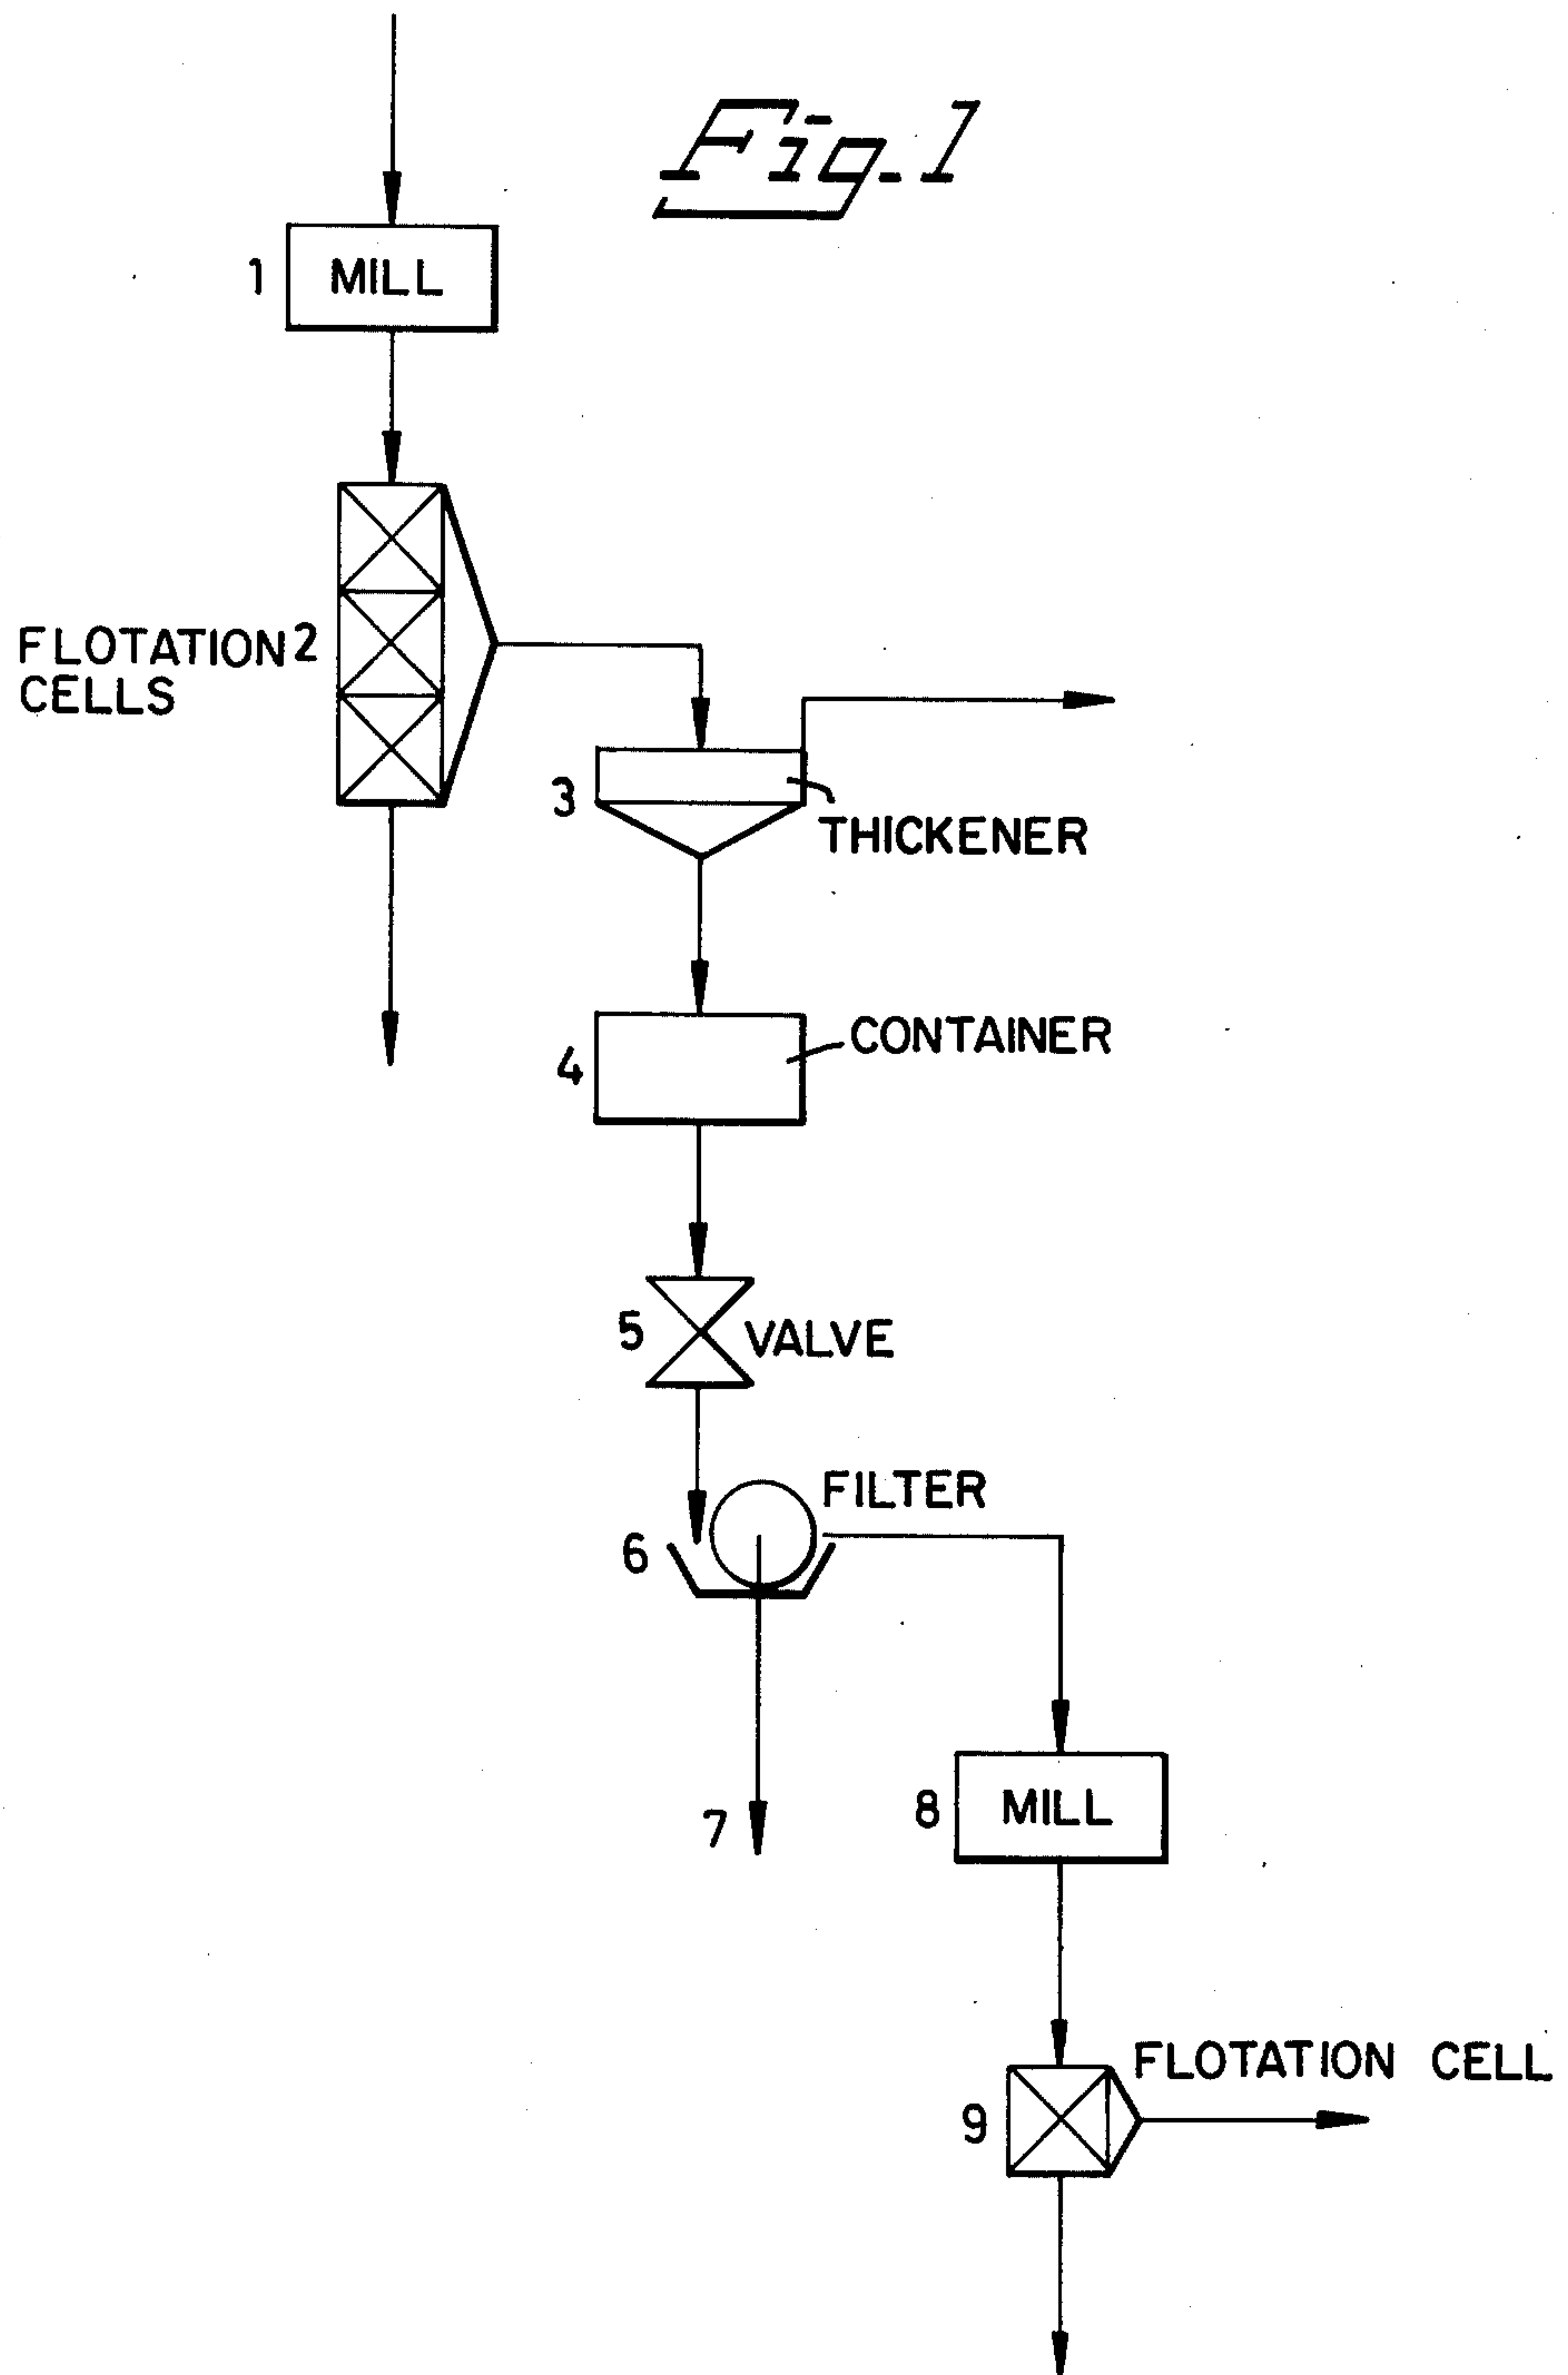 Fig. 1
1 MILL
FLOTATION 2
CELLS
3
THICKENER
CONTAINER
4
5 VALVE
FILTER
6
7
8 MILL
FLOTATION CELL
9